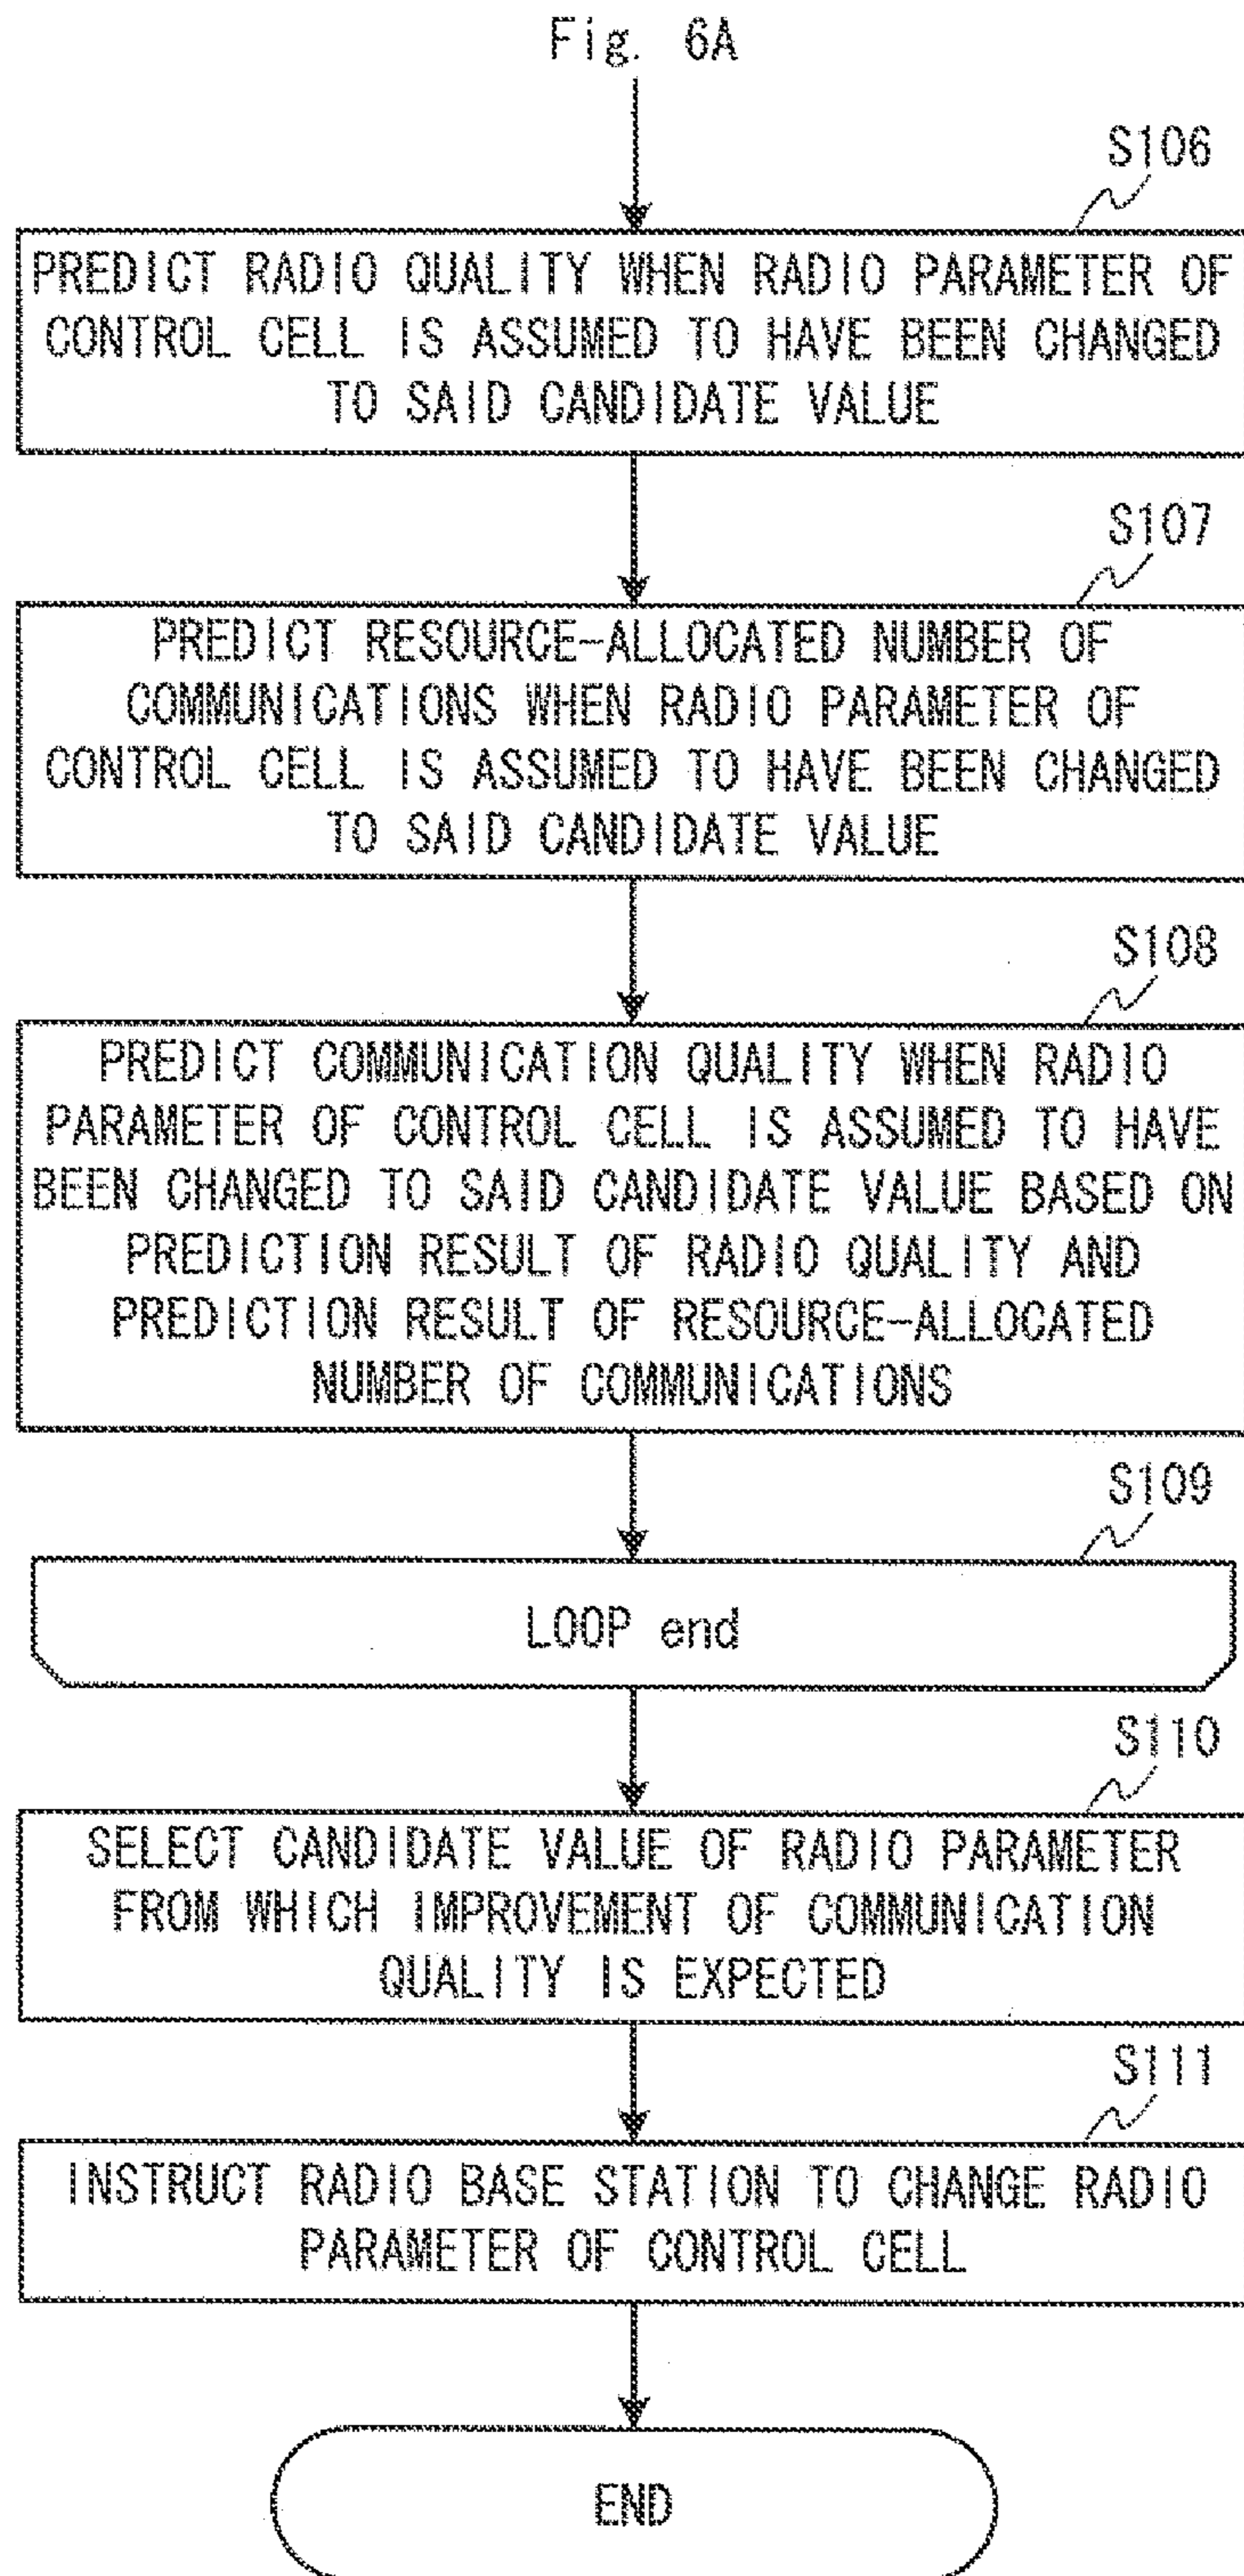 Fig. 6A
S106
PREDICT RADIO QUALITY WHEN RADIO PARAMETER OF
CONTROL CELL IS ASSUMED TO HAVE BEEN CHANGED
TO SAID CANDIDATE VALUE
S107
PREDICT RESOURCE-ALLOCATED NUMBER OF
COMMUNICATIONS WHEN RADIO PARAMETER OF
CONTROL CELL IS ASSUMED TO HAVE BEEN CHANGED
TO SAID CANDIDATE VALUE
S108
PREDICT COMMUNICATION QUALITY WHEN RADIO
PARAMETER OF CONTROL CELL IS ASSUMED TO HAVE
BEEN CHANGED TO SAID CANDIDATE VALUE BASED ON
PREDICTION RESULT OF RADIO QUALITY AND
PREDICTION RESULT OF RESOURCE-ALLOCATED
NUMBER OF COMMUNICATIONS
S109
LOOP end
S110
SELECT CANDIDATE VALUE OF RADIO PARAMETER
FROM WHICH IMPROVEMENT OF COMMUNICATION
QUALITY IS EXPECTED
S111
INSTRUCT RADIO BASE STATION TO CHANGE RADIO
PARAMETER OF CONTROL CELL
END